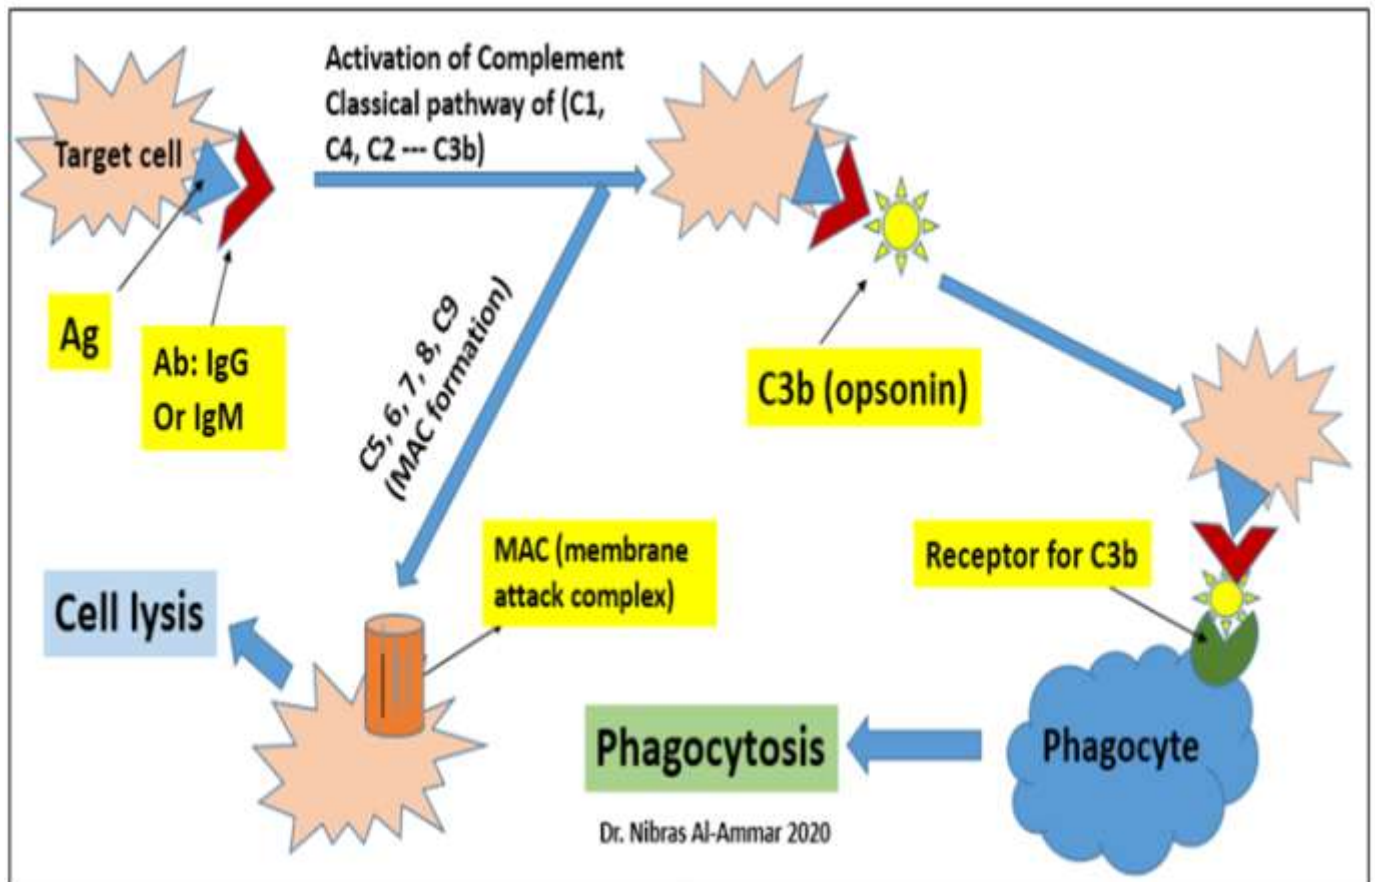 Activation of Complement
Classical pathway of (C1,
C4, C2 --- C3b)
Target cell
Ag
Ab: IgG
Or IgM
C5, 6, 7, 8, C9
(MAC formation)
C3b (opsonin)
MAC (membrane
attack complex)
Receptor for C3b
Cell lysis
Phagocytosis
Phagocyte
Dr. Nibras Al-Ammar 2020